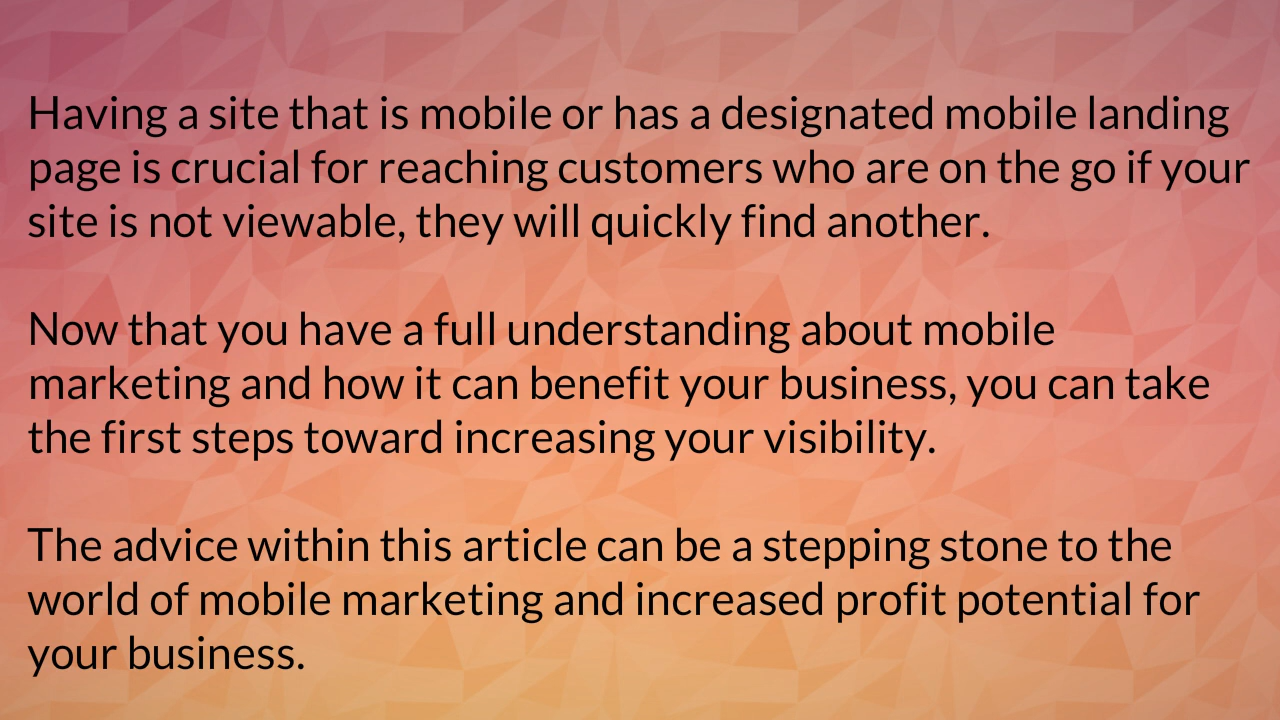 Having a site that is mobile or has a designated mobile landing
page is crucial for reaching customers who are on the go if your
site is not viewable, they will quickly find another.
Now that you have a full understanding about mobile
marketing and how it can benefit your business, you can take
the first steps toward increasing your visibility.
The advice within this article can be a stepping stone to the
world of mobile marketing and increased profit potential for
your business.